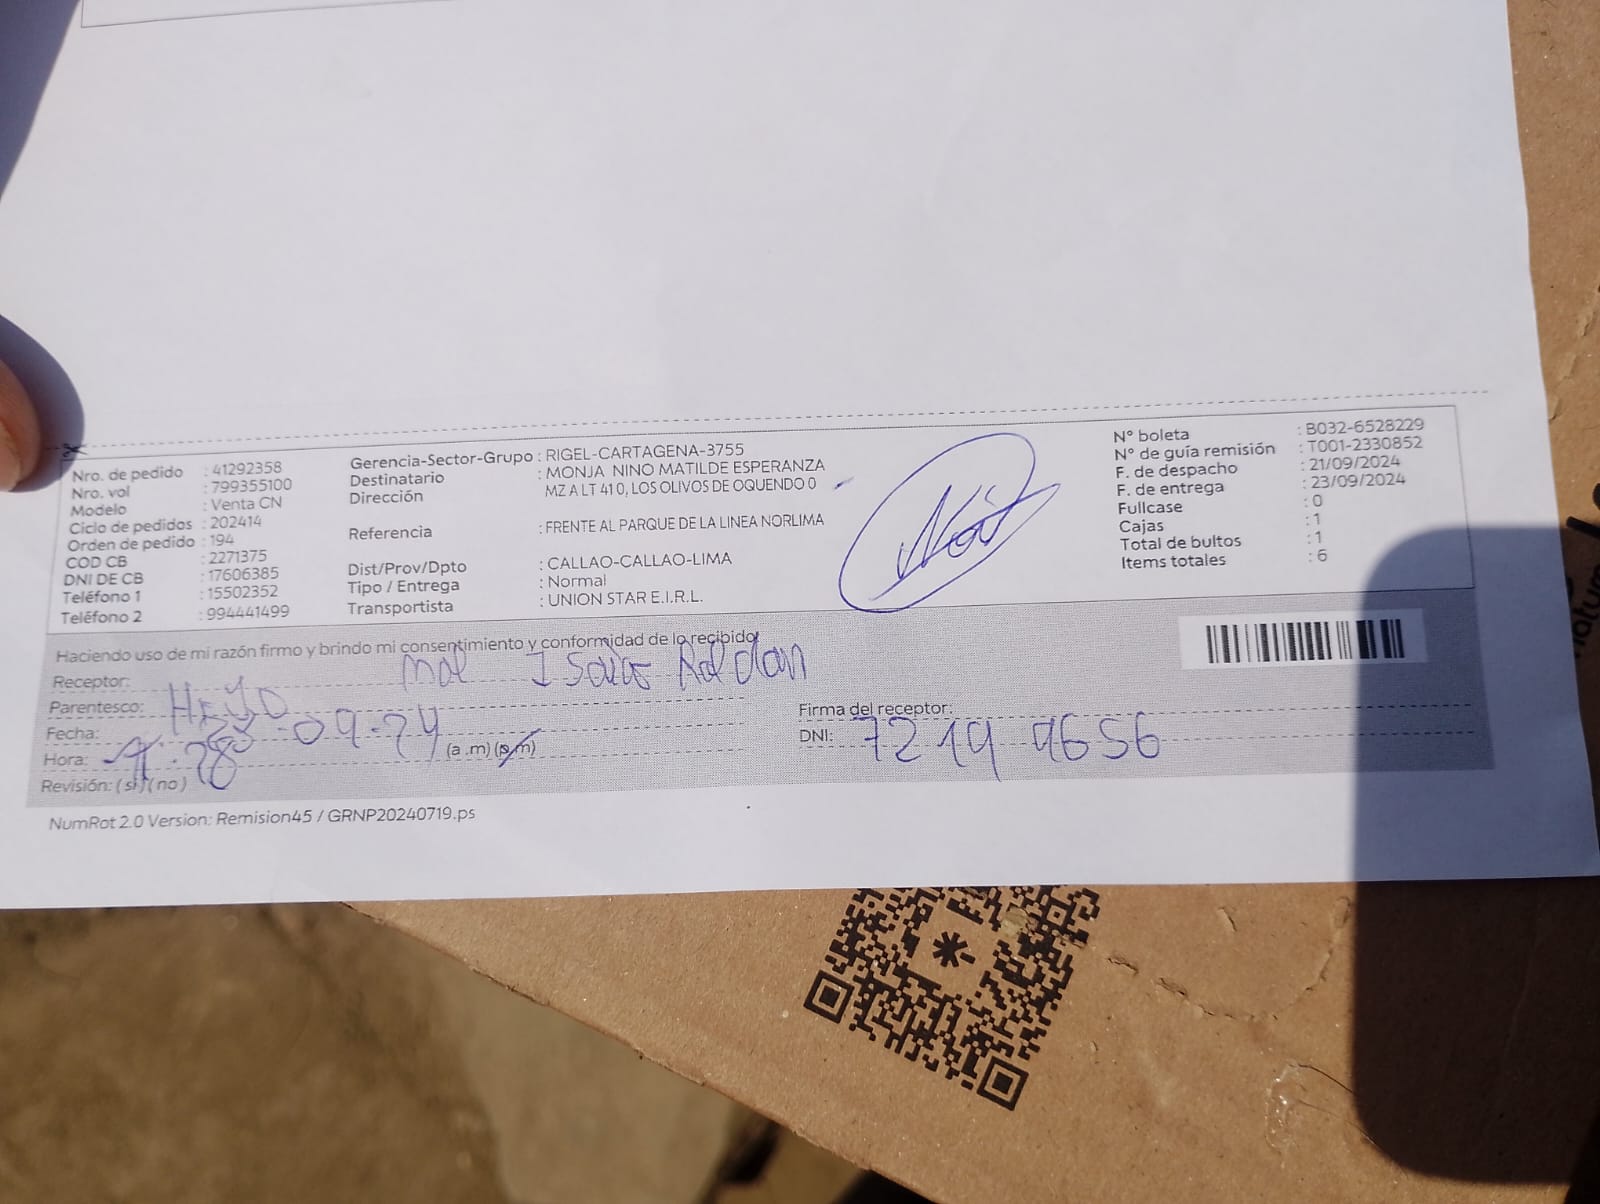 Nro. de pedido : 41292358
Nro. vol : 799355100
Modelo : Venta CN
Ciclo de pedidos : 202414
Orden de pedido : 194
COD CB : 2271375
DNI DE CB : 17606385
Teléfono 1 : 15502352
Teléfono 2 : 994441499
Gerencia-Sector-Grupo : RIGEL-CARTAGENA-3755
Destinatario : MONJA NINO MATILDE ESPERANZA
Dirección MZ A LT 41 0, LOS OLIVOS DE OQUENDO 0
Referencia : FRENTE AL PARQUE DE LA LINEA NORLIMA
Dist/Prov/Dpto : CALLAO-CALLAO-LIMA
Tipo / Entrega : Normal
Transportista : UNION STAR E.I.R.L.
N° boleta : B032-6528229
N° de guía remisión : T001-2330852
F. de despacho : 21/09/2024
F. de entrega : 23/09/2024
Fullcase : 0
Cajas : 1
Total de bultos : 1
Items totales : 6
Haciendo uso de mi razón firmo y brindo mi consentimiento y conformidad de lo recibido
Receptor: Isaias Roldan
Parentesco: Hijo
Fecha: -09-24
Hora: (a.m) (p.m)
Revisión: (si) (no)
Firma del receptor:
DNI: 7219 9656
NumRot 2.0 Version: Remision45 / GRNP20240719.ps